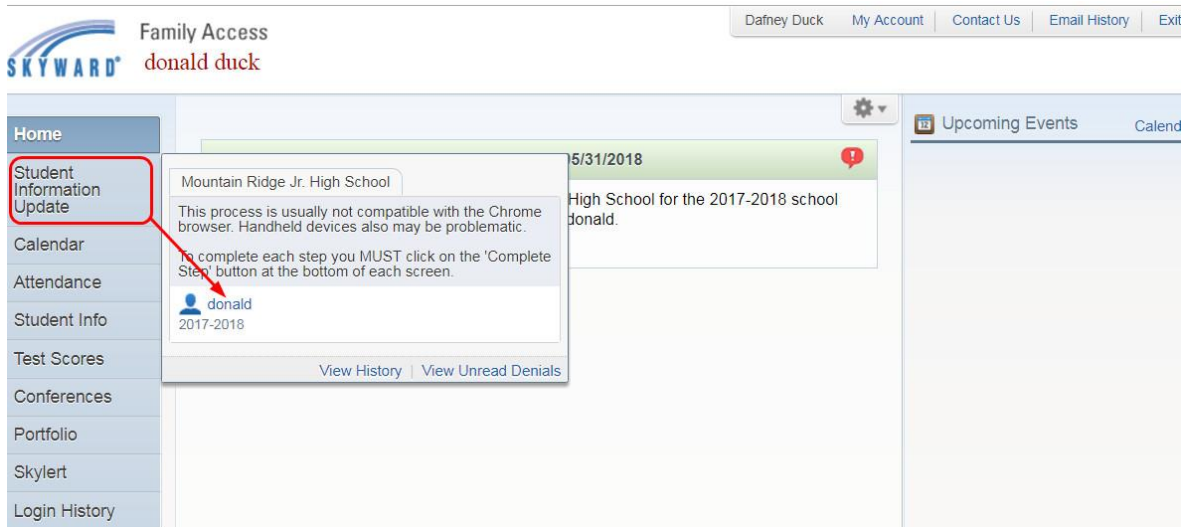 Dafney Duck My Account Contact Us Email History Exit
Family Access
SKYWARD®
donald duck
Home
Student
Information
Update
Calendar
Attendance
Student Info
Test Scores
Conferences
Portfolio
Skylert
Login History
05/31/2018
High School for the 2017-2018 school
donald.
Mountain Ridge Jr. High School
This process is usually not compatible with the Chrome
browser. Handheld devices also may be problematic.
To complete each step you MUST click on the 'Complete
Step' button at the bottom of each screen.
donald
2017-2018
View History | View Unread Denials
12
Upcoming Events
Calend